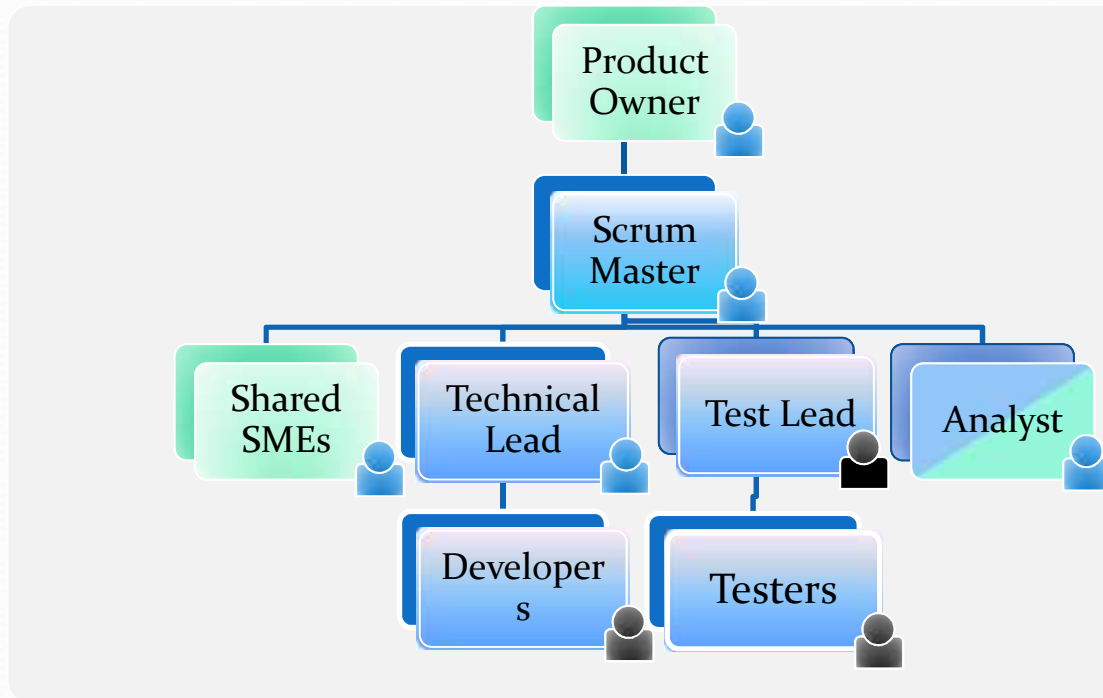 Product
Owner
Scrum
Master
Shared
SMEs
Technical
Lead
Test Lead
Analyst
Developer
s
Testers